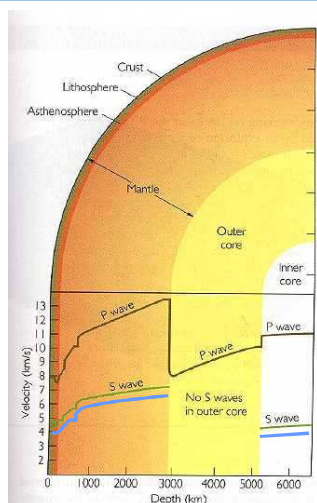 Crust
Lithosphere
Asthenosphere
Mantle
Outer
core
Inner
core
13
12
11
10
9
8
7
6
5
4
3
2
Velocity (km/s)
P wave
P wave
P wave
S wave
No S waves
in outer core
S wave
0
1000
2000
3000
4000
5000
6000
Depth (km)